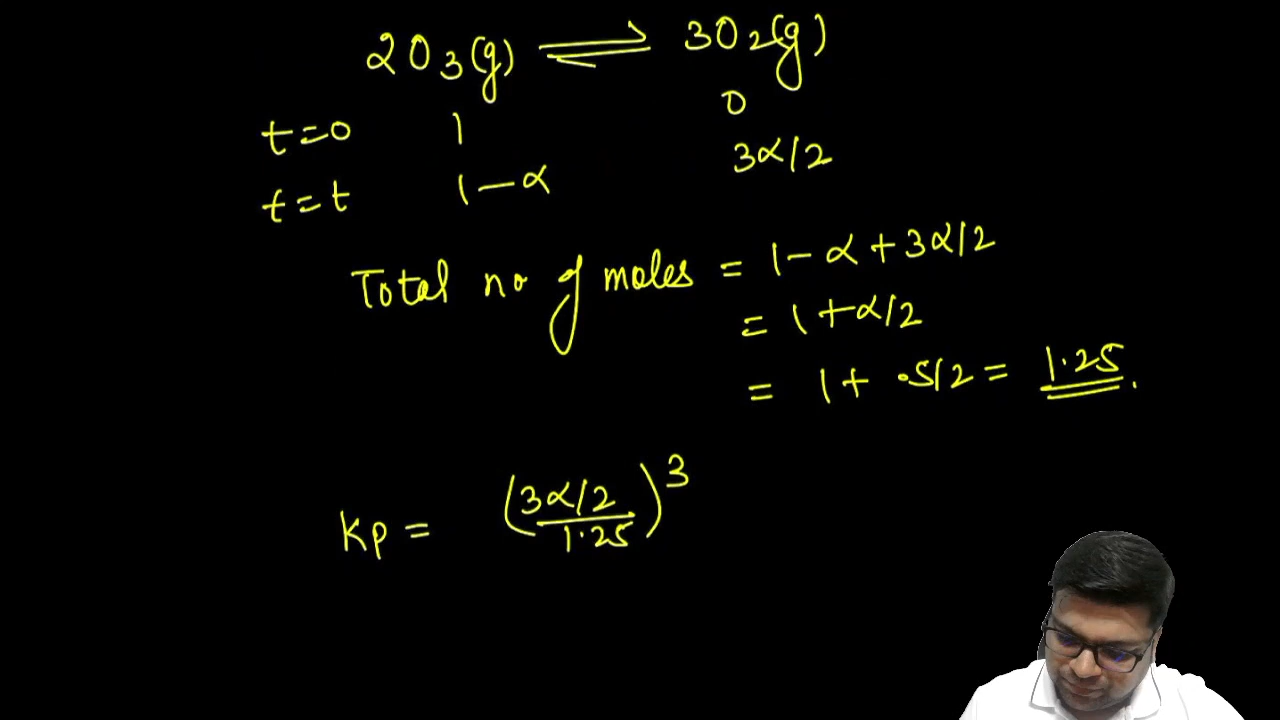 2O3(g) ⇌ 3O2(g)
t=0 1 0
t=t 1-α 3α/2
Total no of moles = 1-α+3α/2
= 1+α/2
= 1+ .5/2 = 1.25.
Kp = ((3α/2)/1.25)^3